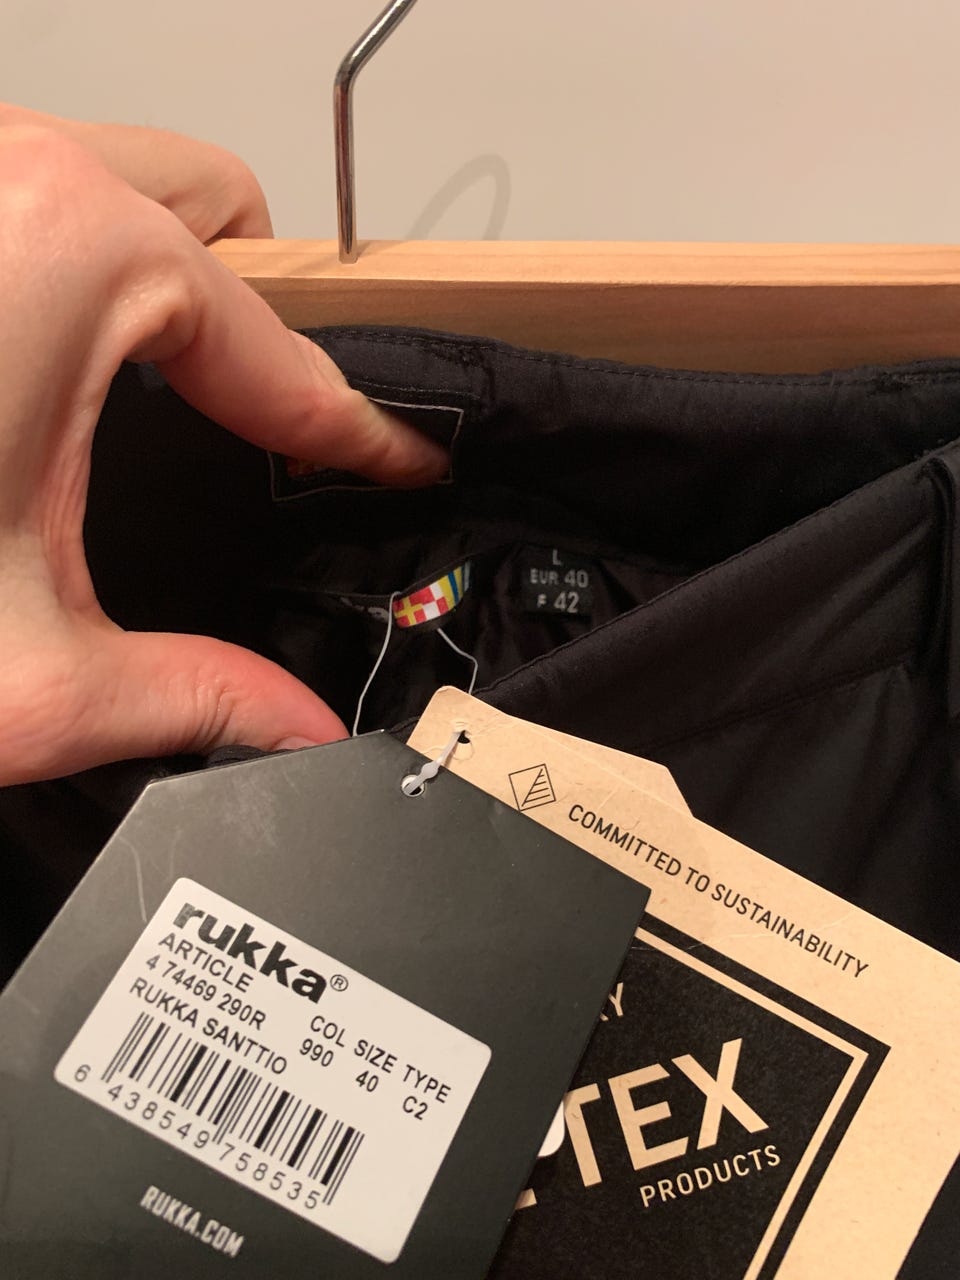 L
EUR 40
F 42
COMMITTED TO SUSTAINABILITY
rukka®
ARTICLE
4 74469 290R
RUKKA SANTTIO
COL SIZE TYPE
990 40 C2
6 438549 758535
RUKKA.COM
TEX
PRODUCTS